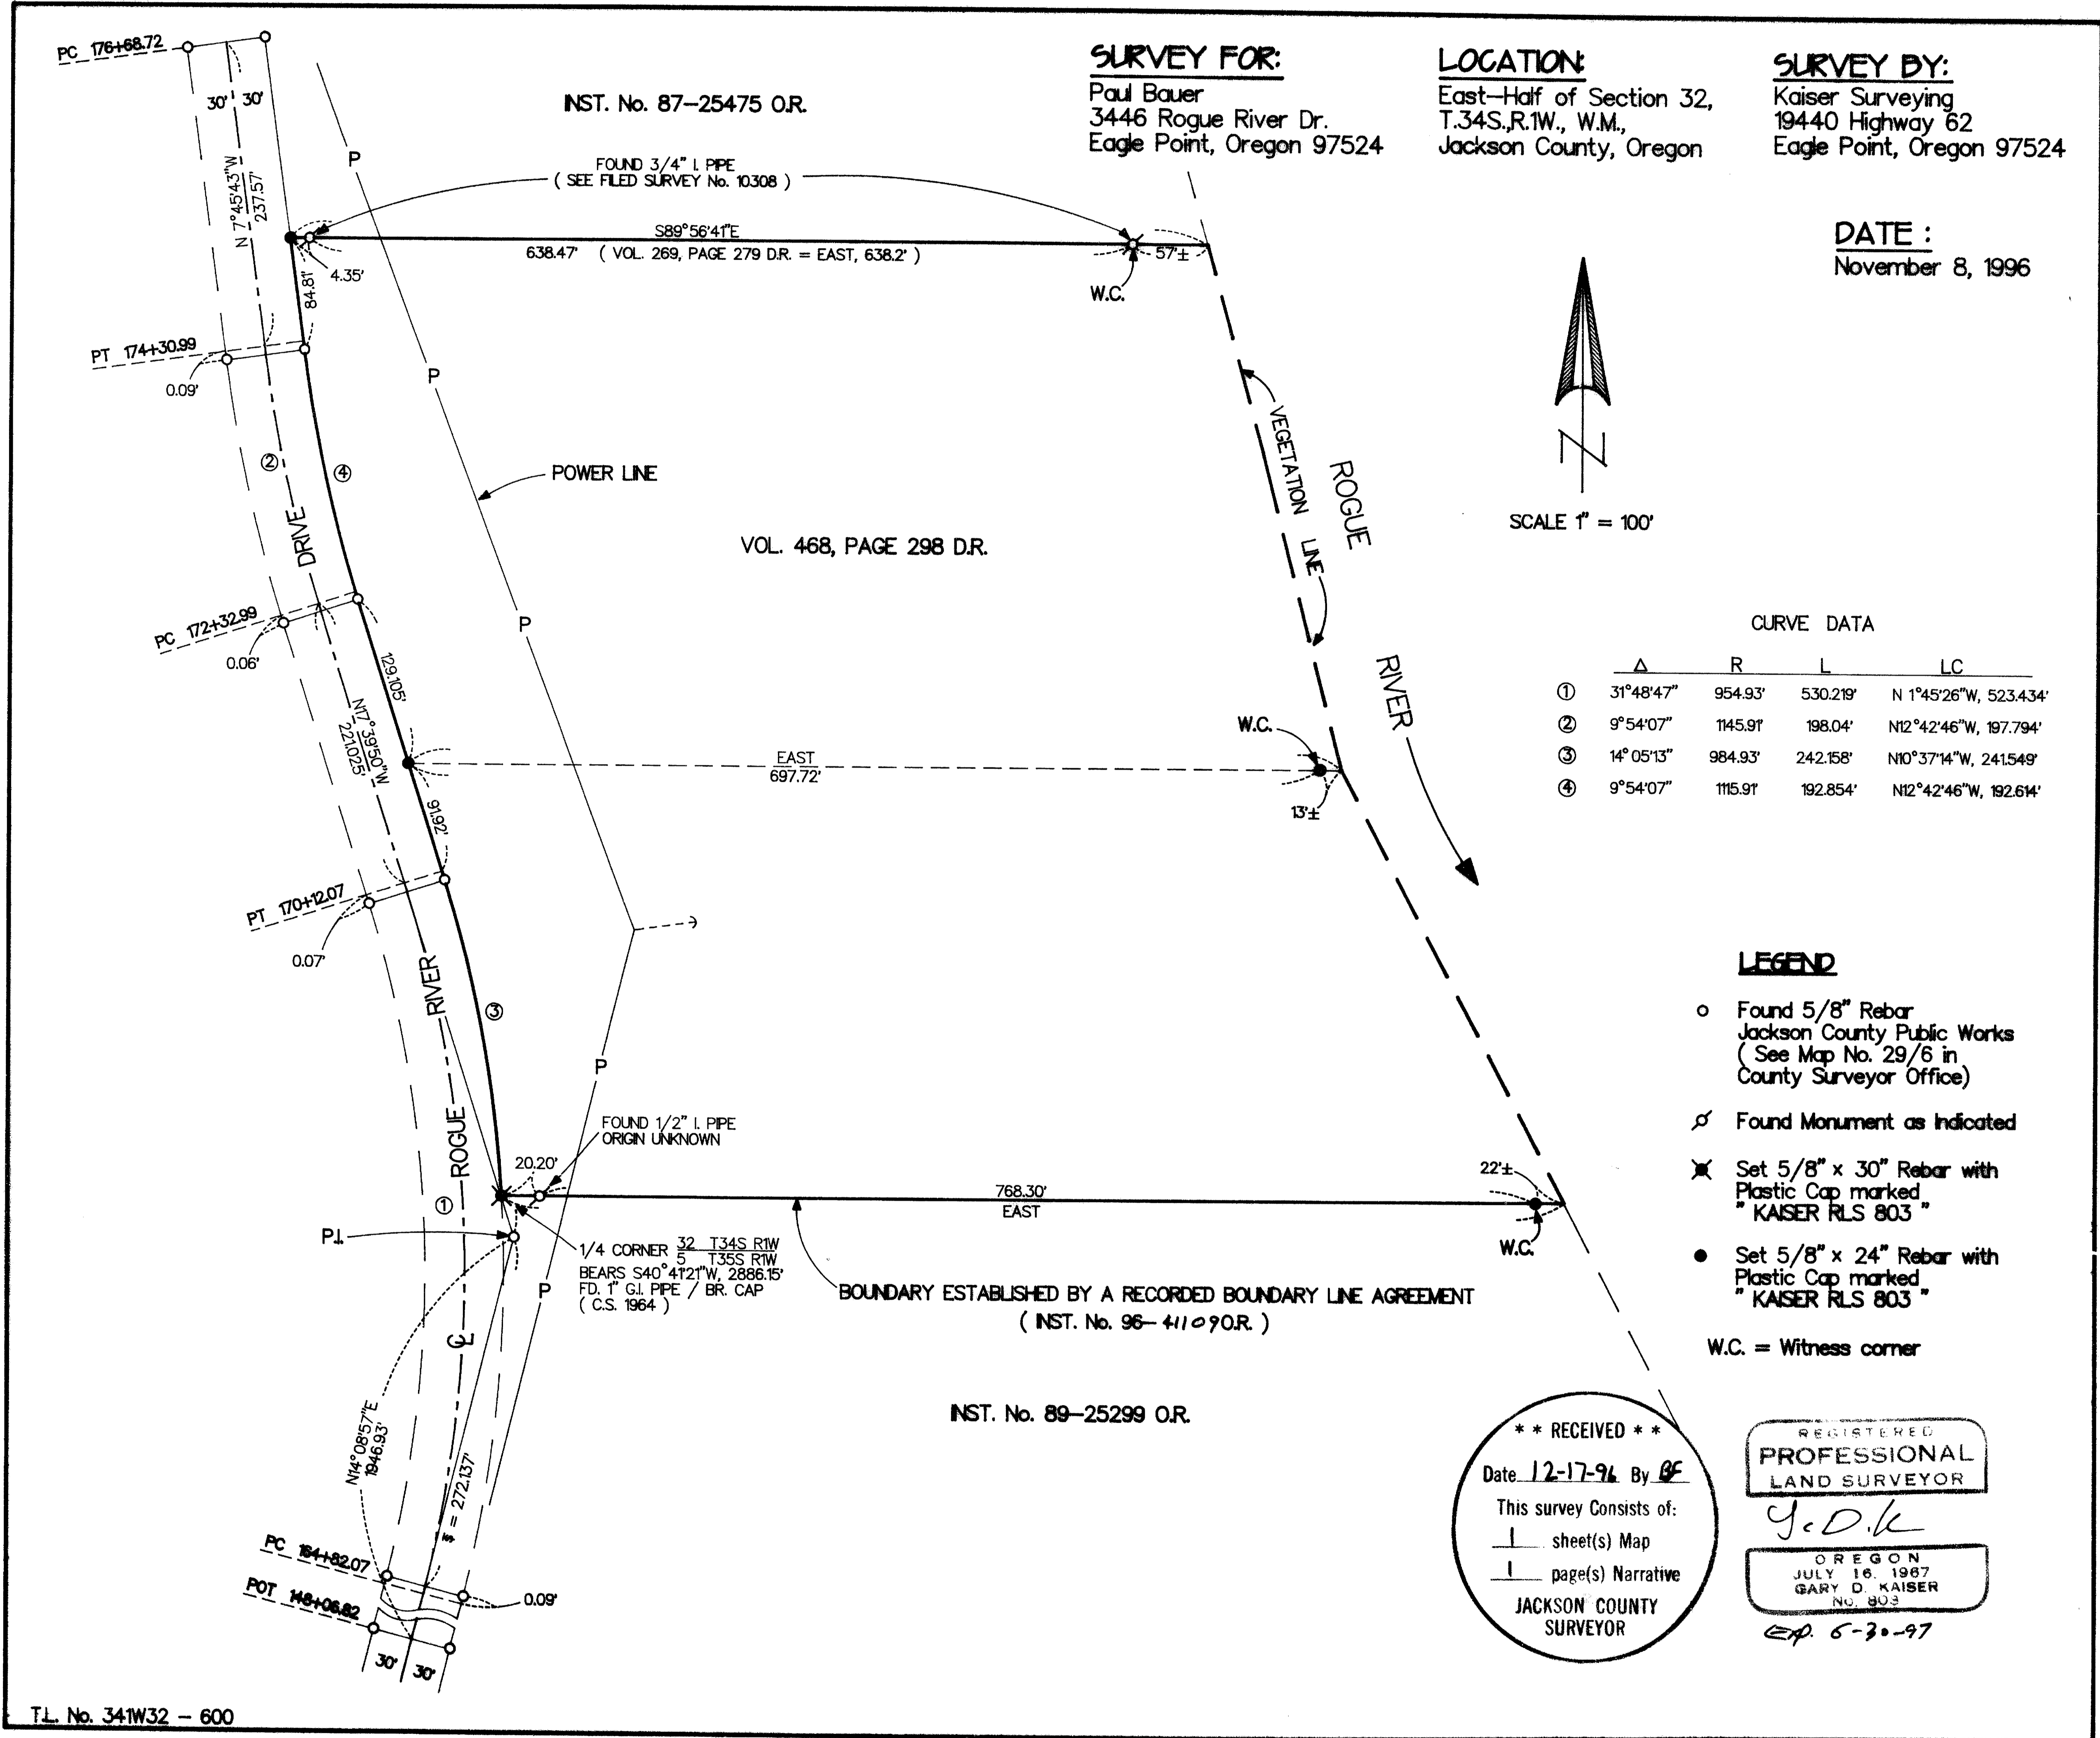 SURVEY FOR:
Paul Bauer
3446 Rogue River Dr.
Eagle Point, Oregon 97524
LOCATION:
East-Half of Section 32,
T.34S.,R.1W., W.M.,
Jackson County, Oregon
SURVEY BY:
Kaiser Surveying
19440 Highway 62
Eagle Point, Oregon 97524
DATE :
November 8, 1996
PC 176+68.72
30' 30'
INST. No. 87-25475 O.R.
FOUND 3/4" I. PIPE
( SEE FILED SURVEY No. 10308 )
N 7°45'43"W
237.57'
P
S89°56'41"E
638.47' ( VOL. 269, PAGE 279 D.R. = EAST, 638.2' )
57'±
W.C.
4.35'
84.81'
PT 174+30.99
0.09'
P
VEGETATION LINE
ROGUE
RIVER
N
SCALE 1" = 100'
②
④
POWER LINE
DRIVE
VOL. 468, PAGE 298 D.R.
PC 172+32.99
0.06'
P
129.105'
N17°39'50"W
221.025'
W.C.
EAST
697.72'
13'±
91.92'
CURVE DATA
Δ R L LC
① 31°48'47" 954.93' 530.219' N 1°45'26"W, 523.434'
② 9°54'07" 1145.91' 198.04' N12°42'46"W, 197.794'
③ 14°05'13" 984.93' 242.158' N10°37'14"W, 241.549'
④ 9°54'07" 1115.91' 192.854' N12°42'46"W, 192.614'
PT 170+12.07
0.07'
RIVER
③
P
ROGUE
FOUND 1/2" I. PIPE
ORIGIN UNKNOWN
20.20'
22'±
768.30'
EAST
W.C.
①
P.I.
1/4 CORNER 32 T34S R1W
5 T35S R1W
BEARS S40°41'21"W, 2886.15'
FD. 1" G.I. PIPE / BR. CAP
( C.S. 1964 )
P
BOUNDARY ESTABLISHED BY A RECORDED BOUNDARY LINE AGREEMENT
( INST. No. 96-41109 O.R. )
℄
N14°08'57"E
1946.93'
INST. No. 89-25299 O.R.
= 272.137'
PC 164+82.07
POT 148+06.82
0.09'
30' 30'
LEGEND
Found 5/8" Rebar
Jackson County Public Works
( See Map No. 29/6 in
County Surveyor Office)
Found Monument as Indicated
Set 5/8" x 30" Rebar with
Plastic Cap marked
" KAISER RLS 803 "
Set 5/8" x 24" Rebar with
Plastic Cap marked
" KAISER RLS 803 "
W.C. = Witness corner
* * RECEIVED * *
Date 12-17-96 By BF
This survey Consists of:
1 sheet(s) Map
1 page(s) Narrative
JACKSON COUNTY
SURVEYOR
REGISTERED
PROFESSIONAL
LAND SURVEYOR
G.D.K
OREGON
JULY 16, 1967
GARY D. KAISER
No. 803
EXP. 6-30-97
T.L. No. 341W32 - 600